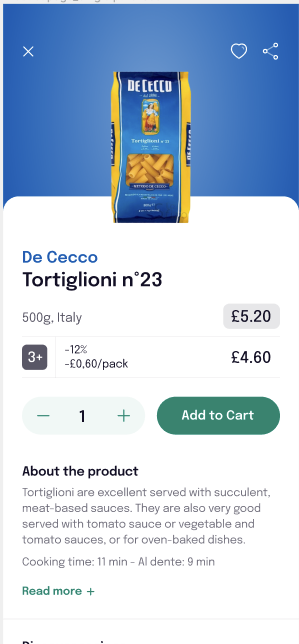 DE CECCO
Tortiglioni n°23
De Cecco
Tortiglioni n°23
500g, Italy
£5.20
3+
-12%
-£0,60/pack
£4.60
1
Add to Cart
About the product
Tortiglioni are excellent served with succulent,
meat-based sauces. They are also very good
served with tomato sauce or vegetable and
tomato sauces, or for oven-baked dishes.
Cooking time: 11 min - Al dente: 9 min
Read more +